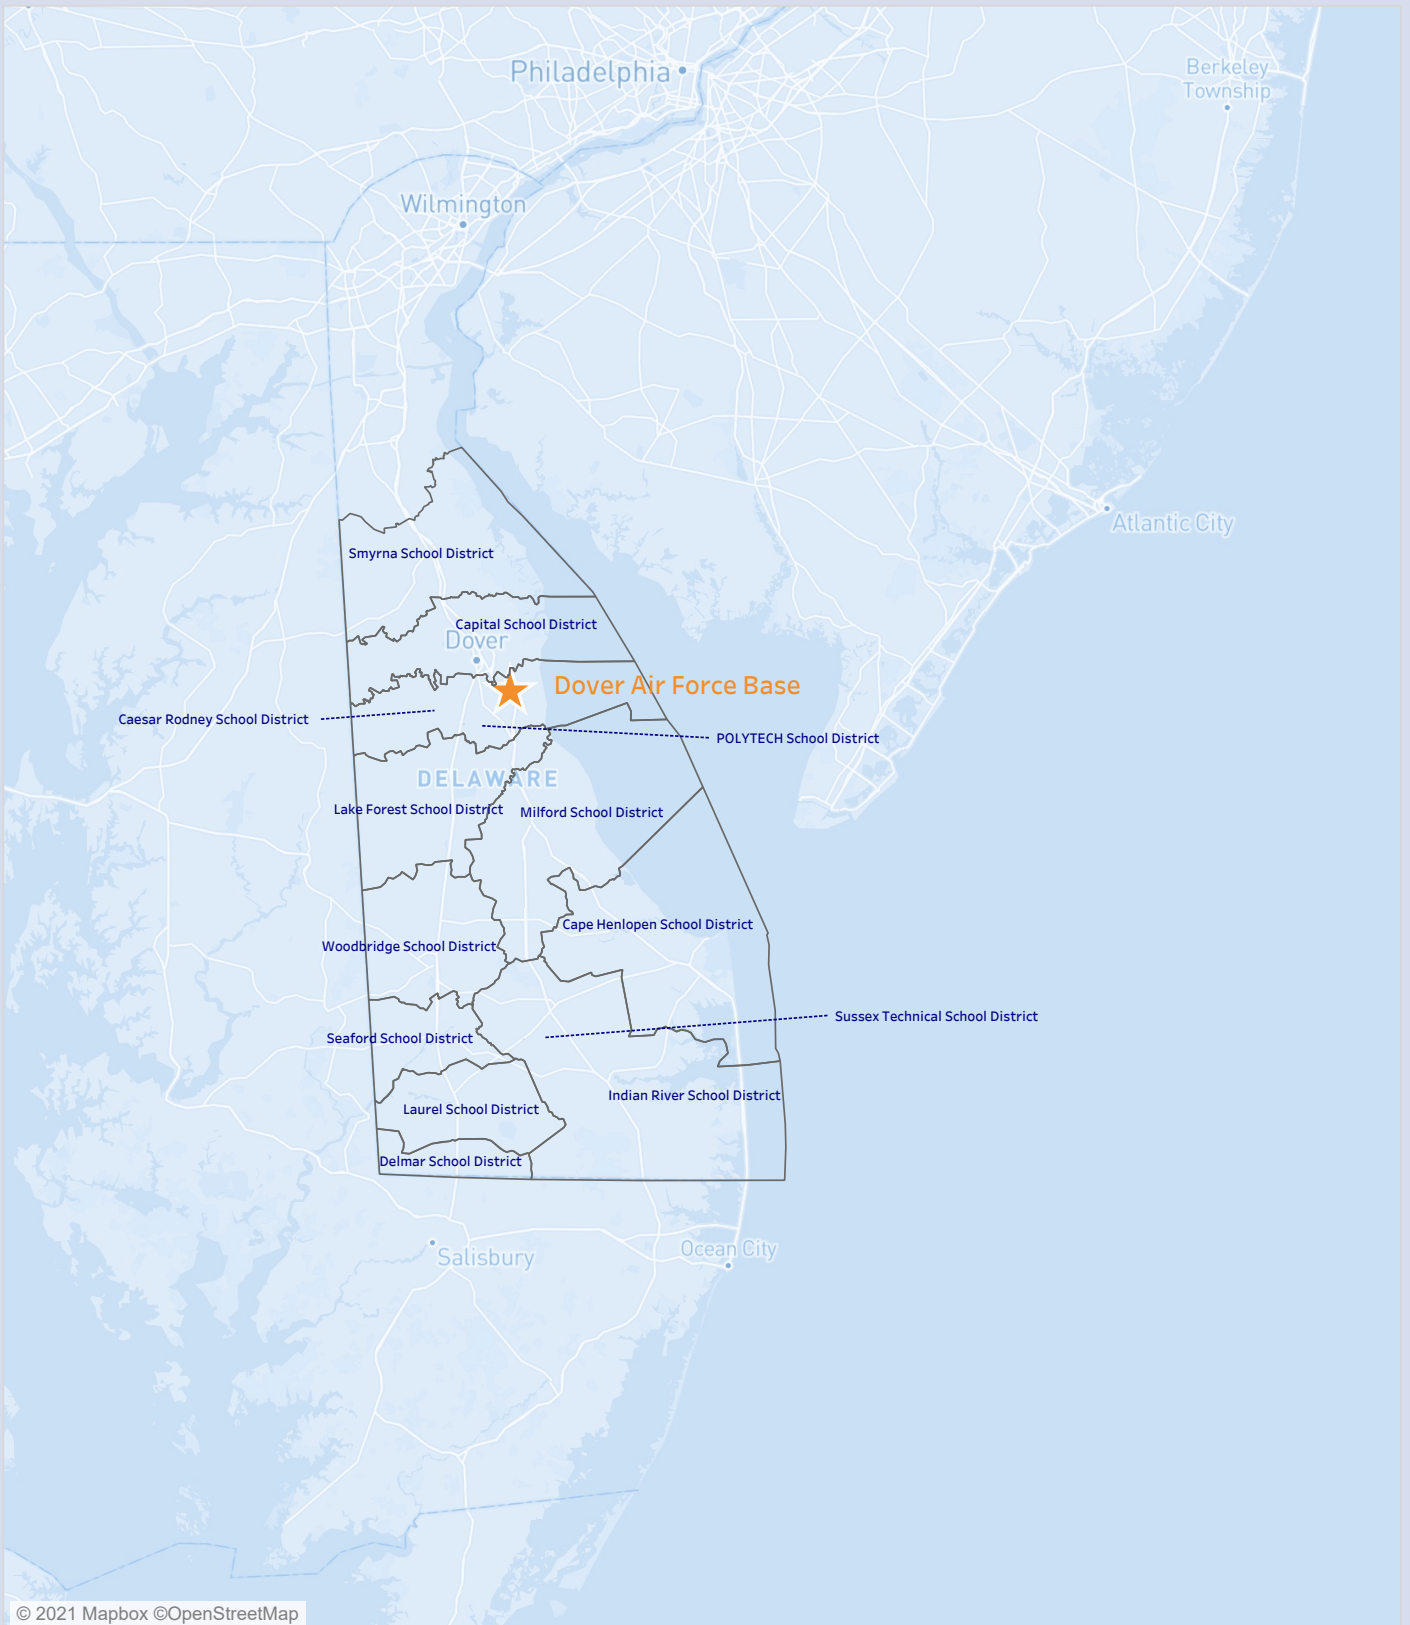 Philadelphia
Berkeley
Township
Wilmington
Atlantic City
Smyrna School District
Capital School District
Dover
Dover Air Force Base
Caesar Rodney School District
POLYTECH School District
DELAWARE
Lake Forest School District
Milford School District
Cape Henlopen School District
Woodbridge School District
Sussex Technical School District
Seaford School District
Indian River School District
Laurel School District
Delmar School District
Ocean City
Salisbury
© 2021 Mapbox ©OpenStreetMap